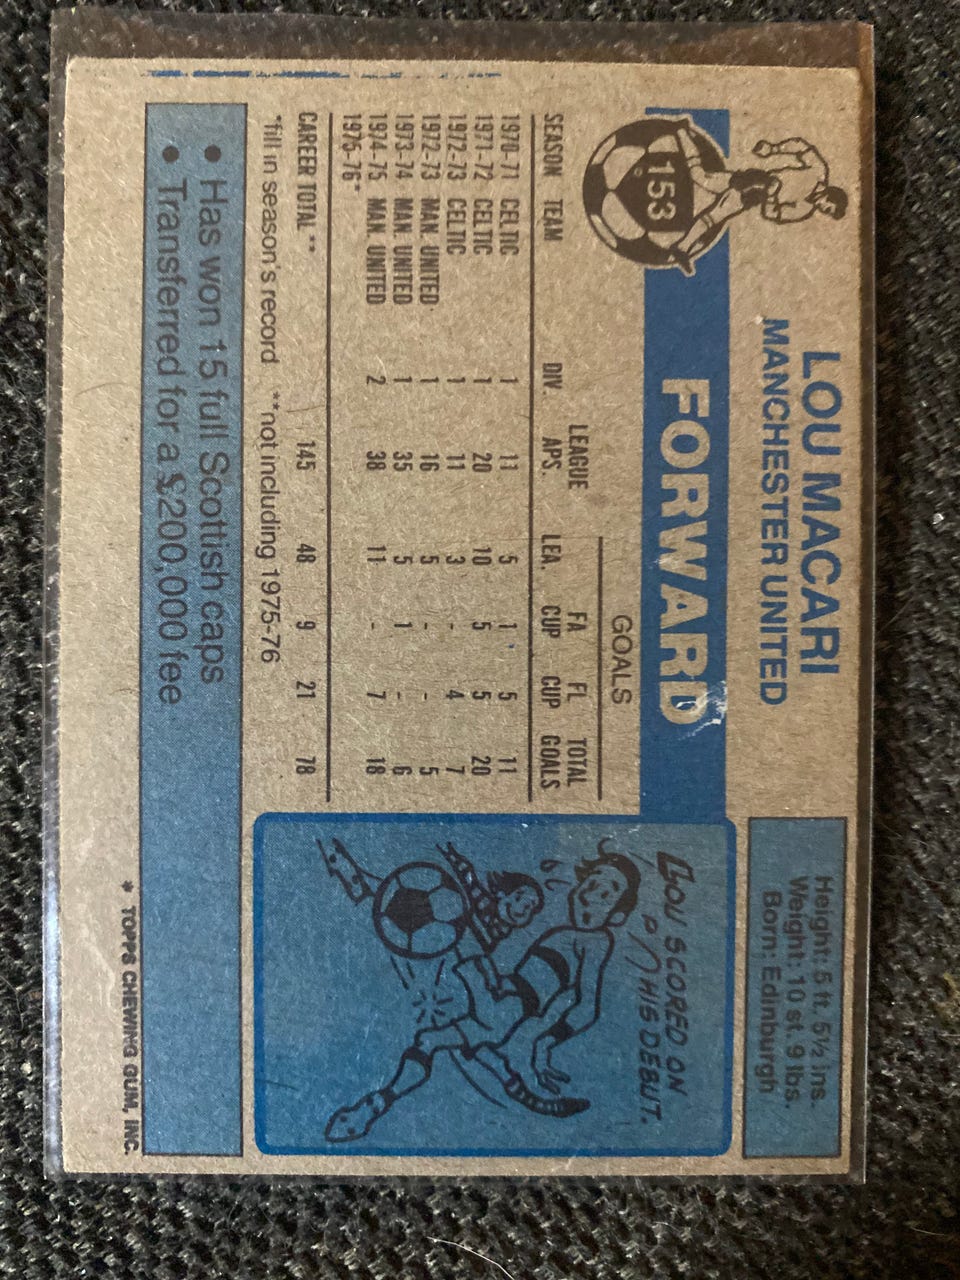 153
LOU MACARI
MANCHESTER UNITED
Height: 5 ft. 5½ ins.
Weight: 10 st. 9 lbs.
Born: Edinburgh
FORWARD
GOALS
LEAGUE FA FL TOTAL
SEASON TEAM DIV. APS. LEA. CUP CUP GOALS
1970-71 CELTIC 1 11 5 1 5 11
1971-72 CELTIC 1 20 10 5 5 20
1972-73 CELTIC 1 11 3 - 4 7
1972-73 MAN UNITED 1 16 5 - - 5
1973-74 MAN UNITED 1 35 5 1 - 6
1974-75 MAN UNITED 2 38 11 - 7 18
1975-76*
CAREER TOTAL** 145 48 9 21 78
*fill in season's record **not including 1975-76
LOU SCORED ON
HIS DEBUT.
• Has won 15 full Scottish caps
• Transferred for a £200,000 fee
* TOPPS CHEWING GUM, INC.